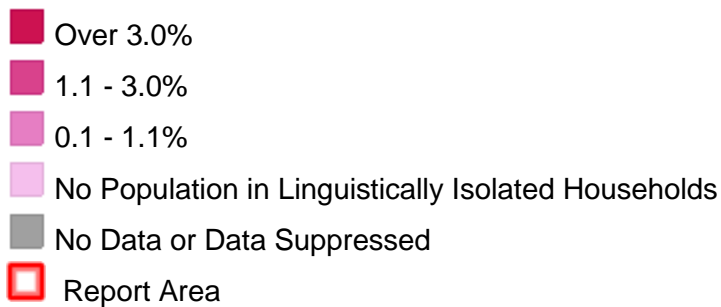 Over 3.0%
1.1 - 3.0%
0.1 - 1.1%
No Population in Linguistically Isolated Households
No Data or Data Suppressed
Report Area